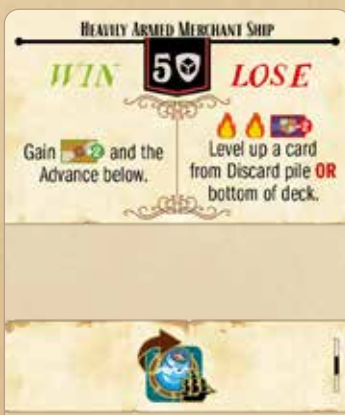 HEAVILY ARMED MERCHANT SHIP
WIN 5 LOSE
Gain 2 and the
Advance below.
2
Level up a card
from Discard pile OR
bottom of deck.